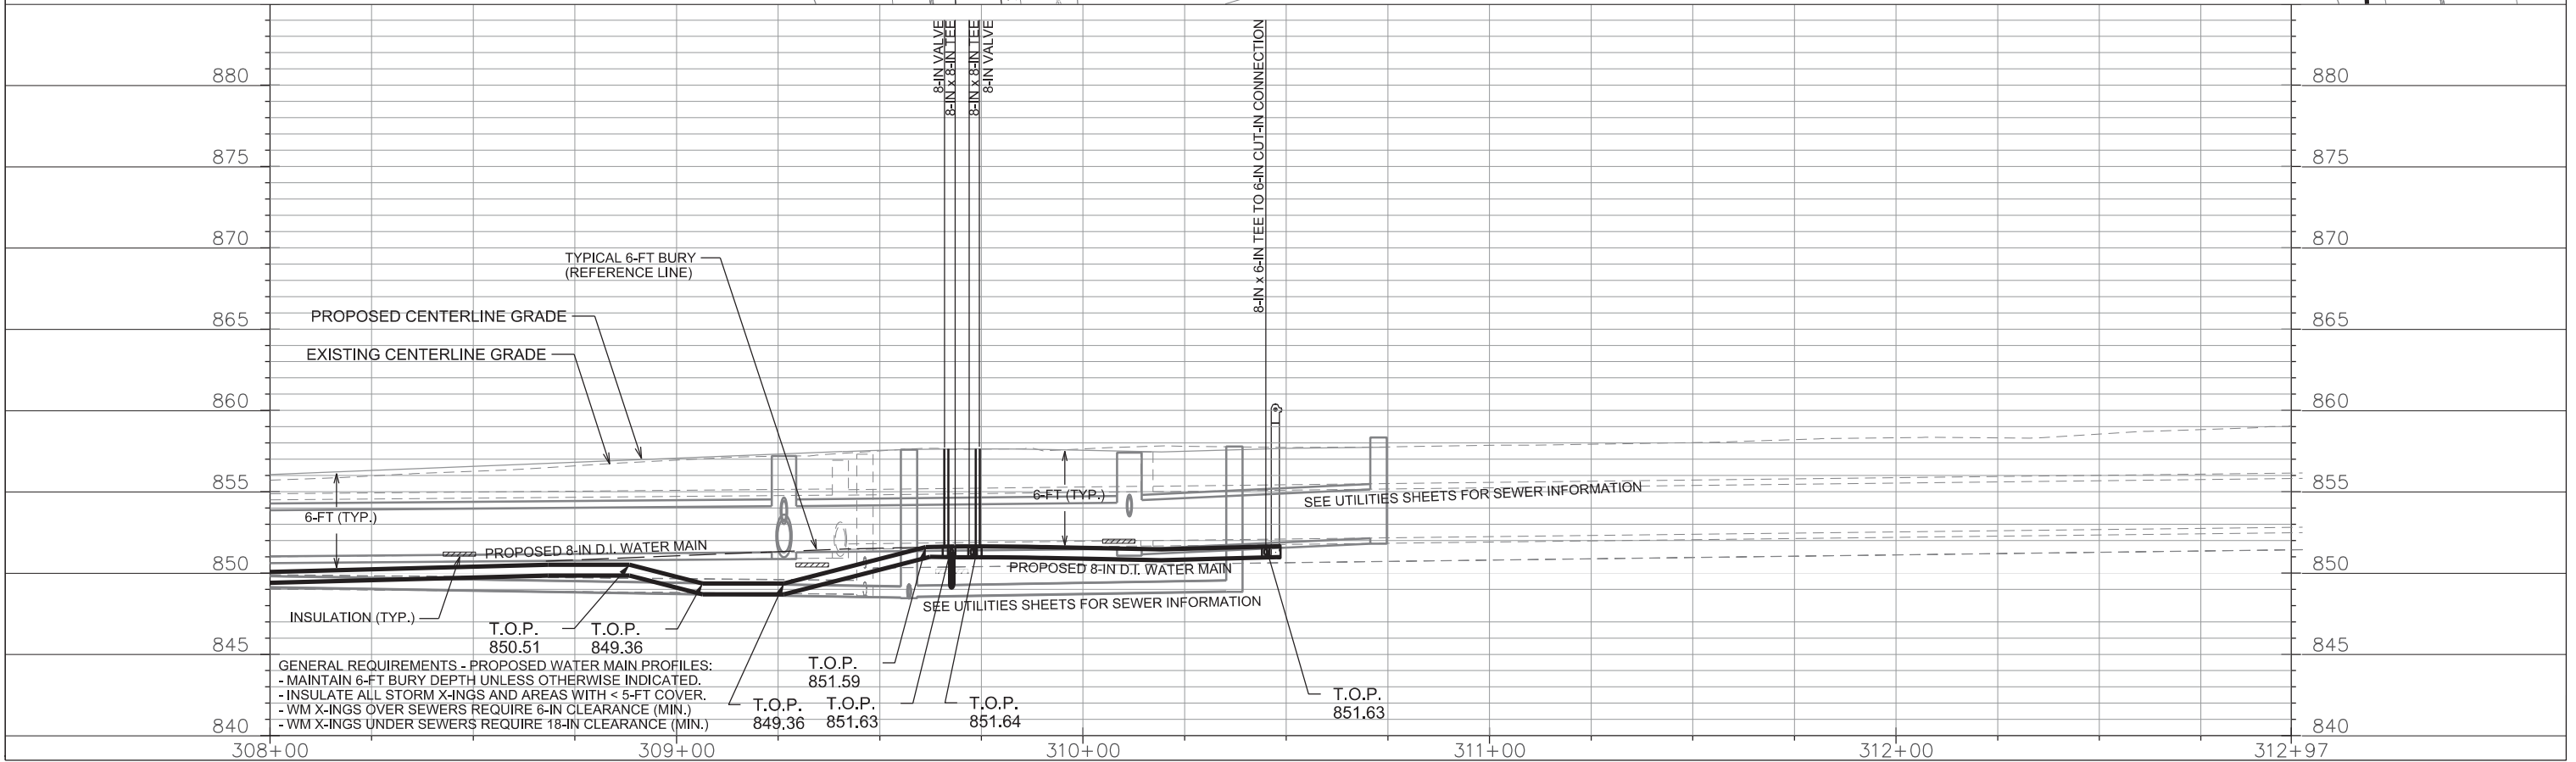 8-IN VALVE
8-IN x 8-IN TEE
8-IN x 8-IN TEE
8-IN VALVE
8-IN x 6-IN TEE TO 6-IN CUT-IN CONNECTION
880
880
875
875
870
870
TYPICAL 6-FT BURY
(REFERENCE LINE)
865
865
PROPOSED CENTERLINE GRADE
EXISTING CENTERLINE GRADE
860
860
855
855
6-FT (TYP.)
6-FT (TYP.)
SEE UTILITIES SHEETS FOR SEWER INFORMATION
PROPOSED 8-IN D.I. WATER MAIN
PROPOSED 8-IN D.I. WATER MAIN
850
850
SEE UTILITIES SHEETS FOR SEWER INFORMATION
INSULATION (TYP.)
T.O.P.
850.51
T.O.P.
849.36
845
845
GENERAL REQUIREMENTS - PROPOSED WATER MAIN PROFILES:
- MAINTAIN 6-FT BURY DEPTH UNLESS OTHERWISE INDICATED.
- INSULATE ALL STORM X-INGS AND AREAS WITH < 5-FT COVER.
- WM X-INGS OVER SEWERS REQUIRE 6-IN CLEARANCE (MIN.)
- WM X-INGS UNDER SEWERS REQUIRE 18-IN CLEARANCE (MIN.)
T.O.P.
851.59
T.O.P.
849.36
T.O.P.
851.63
T.O.P.
851.64
T.O.P.
851.63
840
840
308+00
309+00
310+00
311+00
312+00
312+97